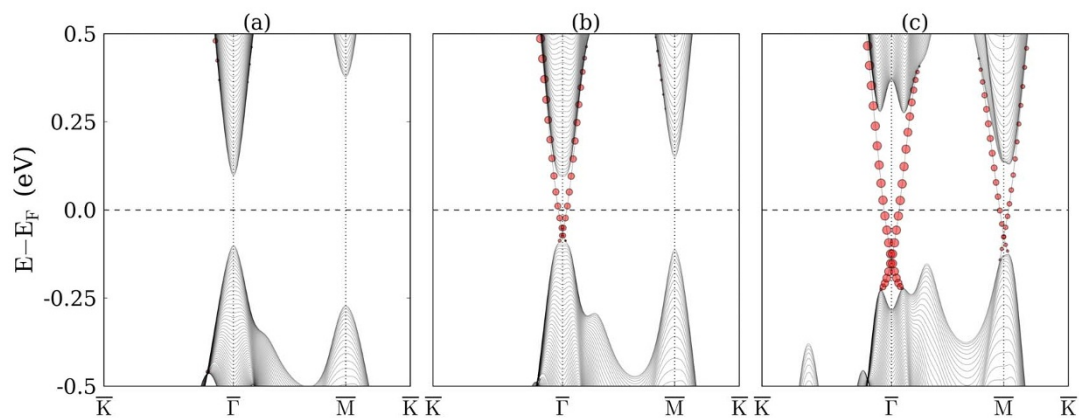 (a) (b) (c)
0.5
0.25
0.0
-0.25
-0.5
E−E_F (eV)
K̅ Γ̅ M̅ K̅ K̅ Γ̅ M̅ K̅ K̅ Γ̅ M̅ K̅